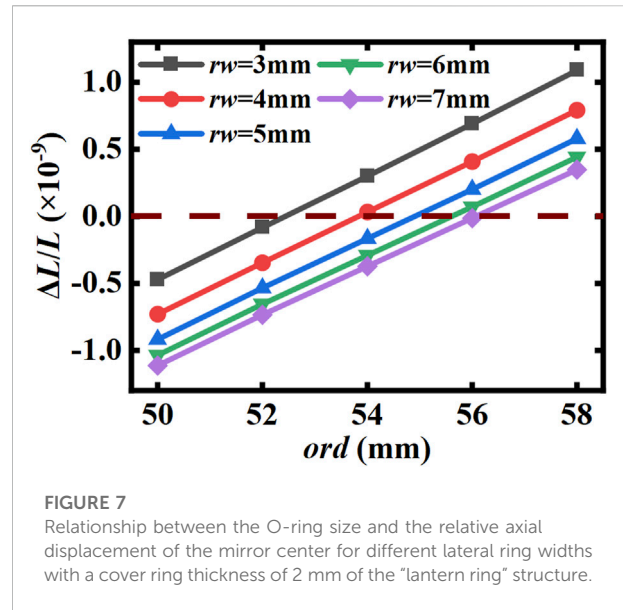 1.0
0.5
0.0
-0.5
-1.0
ΔL/L (×10⁻⁹)
rw=3mm
rw=6mm
rw=4mm
rw=7mm
rw=5mm
50 52 54 56 58
ord (mm)
FIGURE 7
Relationship between the O-ring size and the relative axial
displacement of the mirror center for different lateral ring widths
with a cover ring thickness of 2 mm of the “lantern ring” structure.